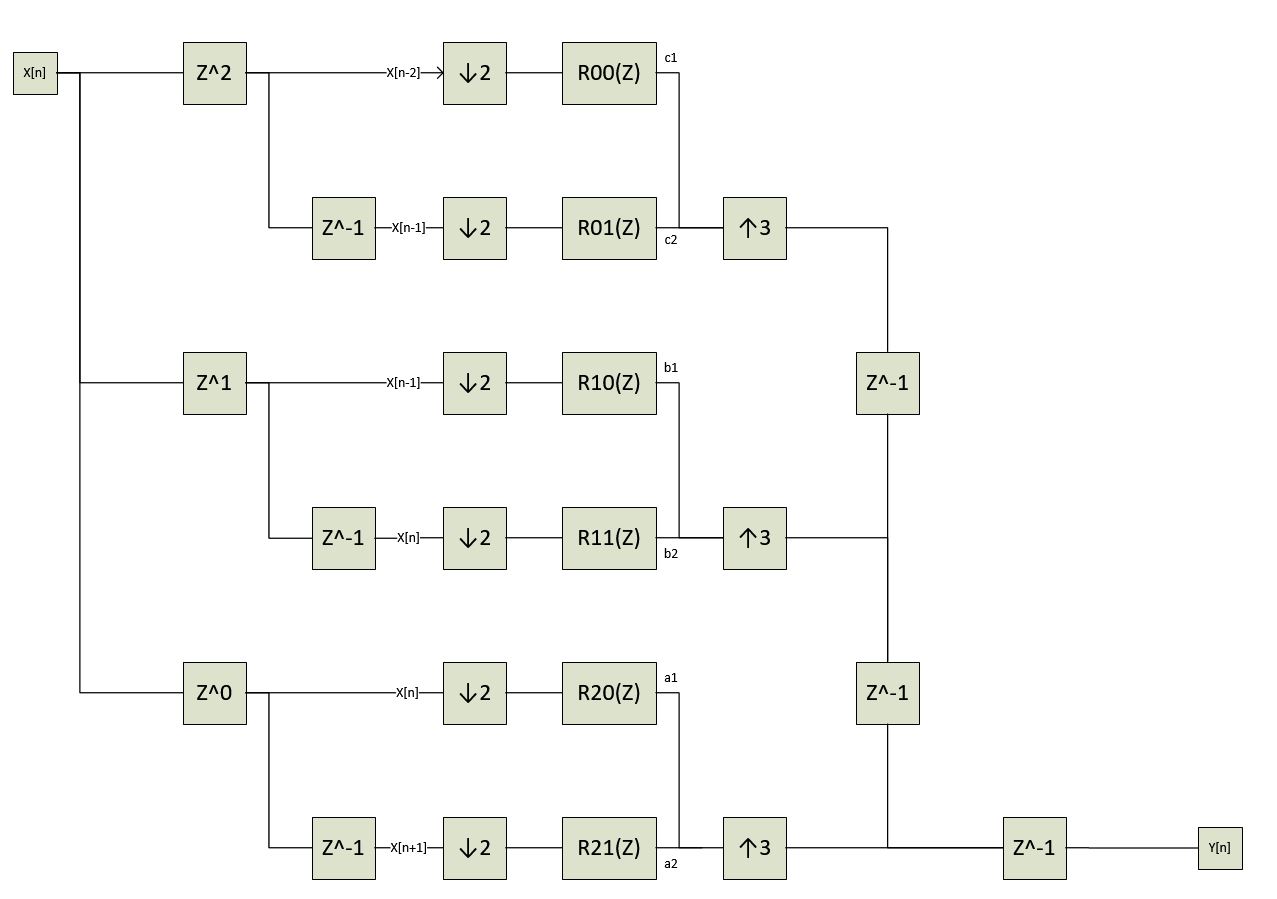 X[n]
Z^2
X[n-2]
↓2
R00(Z)
c1
Z^-1
X[n-1]
↓2
R01(Z)
c2
↑3
Z^1
X[n-1]
↓2
R10(Z)
b1
Z^-1
Z^-1
X[n]
↓2
R11(Z)
b2
↑3
Z^0
X[n]
↓2
R20(Z)
a1
Z^-1
Z^-1
X[n+1]
↓2
R21(Z)
a2
↑3
Z^-1
Y[n]